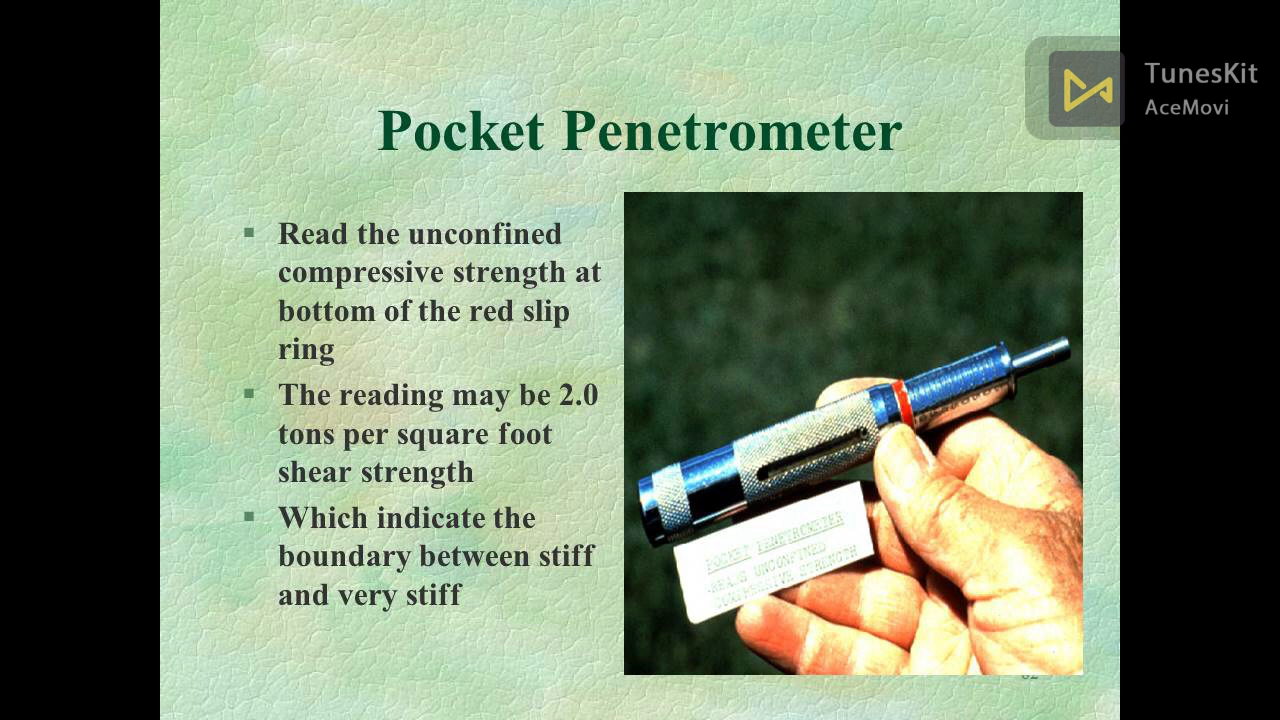 TunesKit
AceMovi
Pocket Penetrometer
Read the unconfined
compressive strength at
bottom of the red slip
ring
The reading may be 2.0
tons per square foot
shear strength
Which indicate the
boundary between stiff
and very stiff
POCKET PENETROMETER
UNCONFINED
STRENGTH